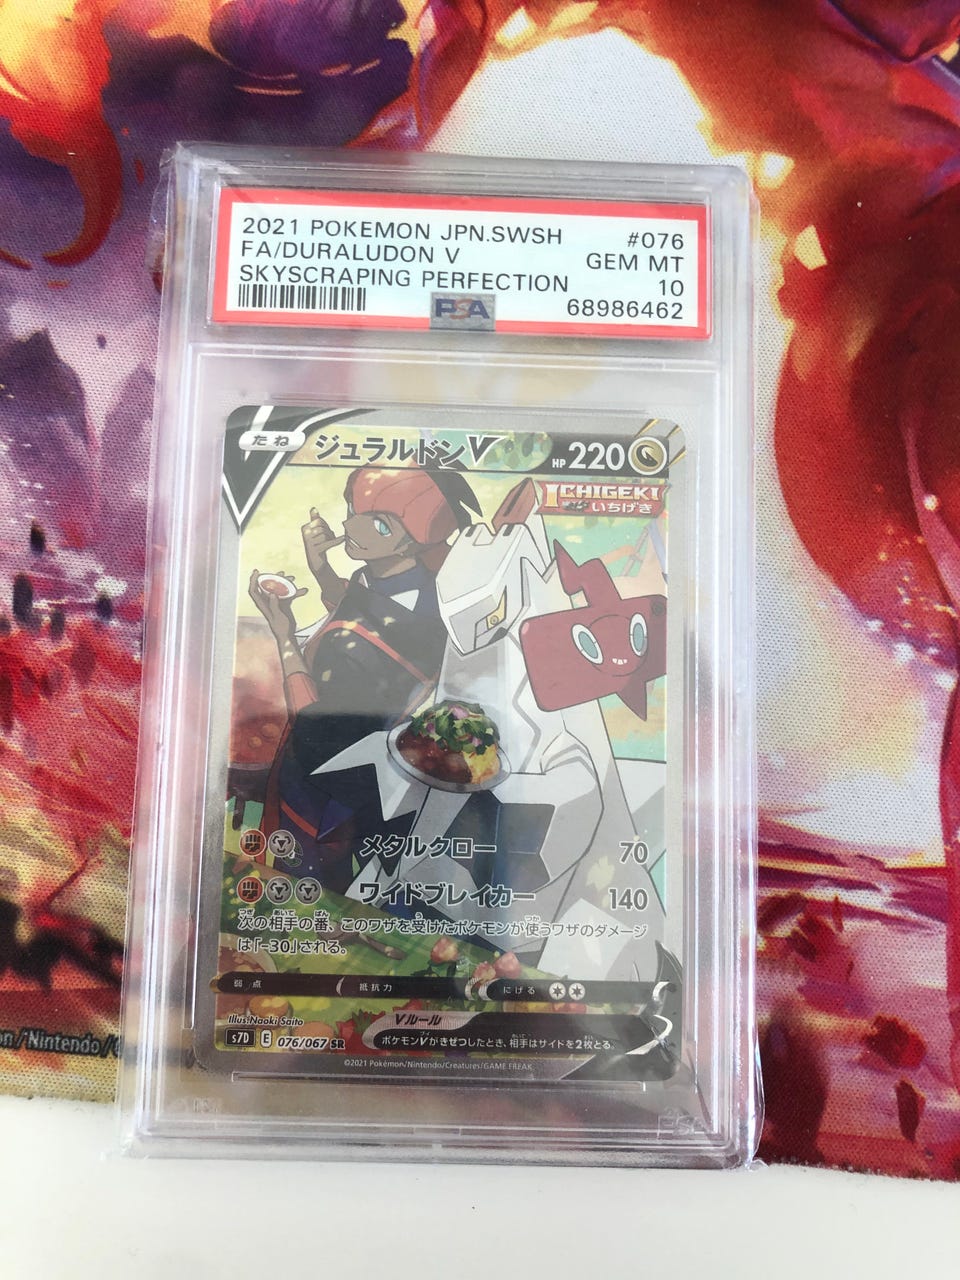 2021 POKEMON JPN.SWSH #076
FA/DURALUDON V GEM MT
SKYSCRAPING PERFECTION 10
PSA 68986462
たね ジュラルドンV HP 220
ICHIGEKI
いちげき
メタルクロー 70
ワイドブレイカー 140
次の相手の番、このワザを受けたポケモンが使うワザのダメージ
は「-30」される。
弱点 抵抗力 にげる
Illus. Naoki Saito
Vルール
s7D E 076/067 SR ポケモンVがきぜつしたとき、相手はサイドを2枚とる。
©2021 Pokémon/Nintendo/Creatures/GAME FREAK
/Nintendo/
PSA